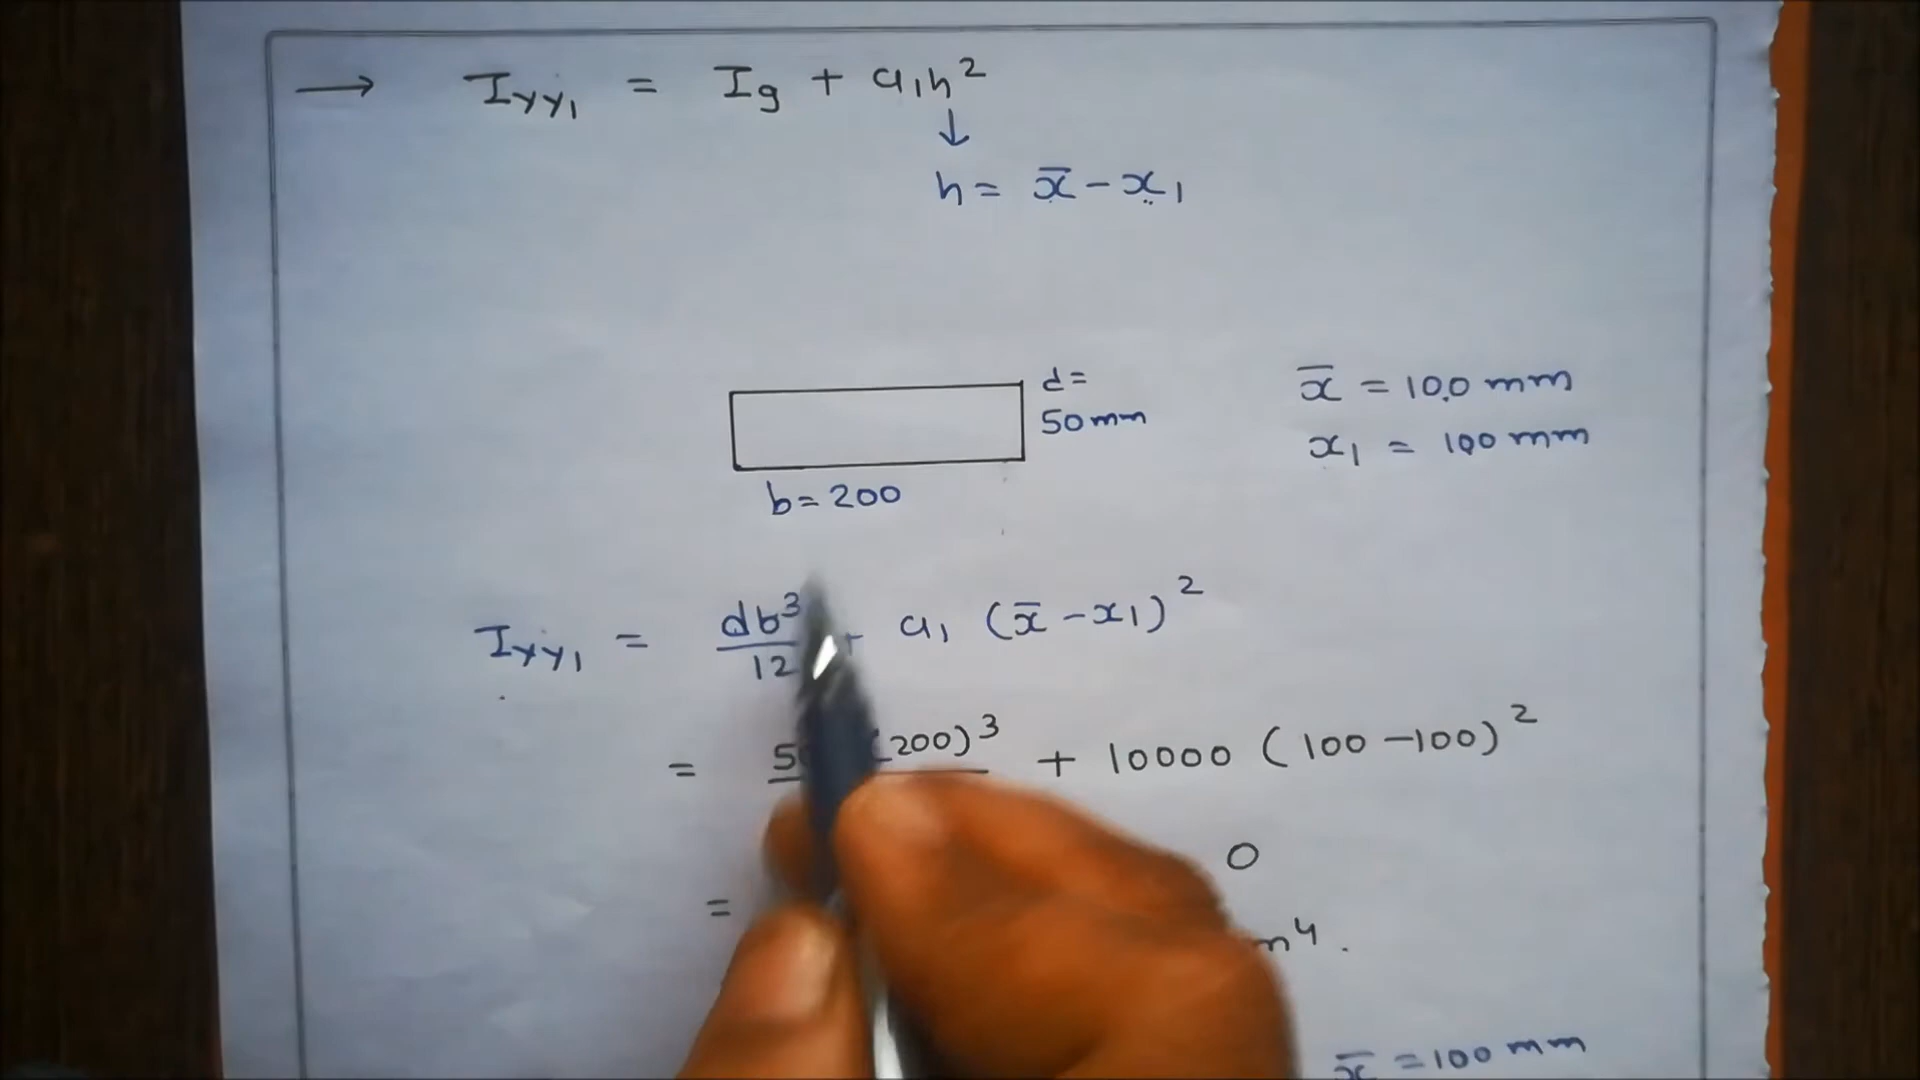 → Iyy1 = Ig + a1h²
↓
h = x̄ - x1
d =
50 mm
x̄ = 100 mm
x1 = 100 mm
b = 200
Iyy1 = db³/12 + a1 (x̄ - x1)²
= (200)³ + 10000 (100 - 100)²
0
= m⁴.
x̄ = 100 mm